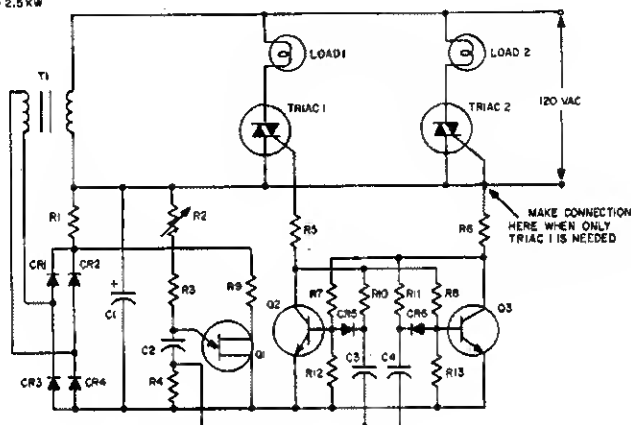 2.5KW
T1
LOAD 1
LOAD 2
TRIAC 1
TRIAC 2
120 VAC
R1
R2
R5
R6
MAKE CONNECTION
HERE WHEN ONLY
TRIAC 1 IS NEEDED
CR1
CR2
+
C1
R3
R9
Q2
R7
R10
R11
R8
Q3
CR5
CR6
C2
Q1
CR3
CR4
R4
R12
C3
C4
R13